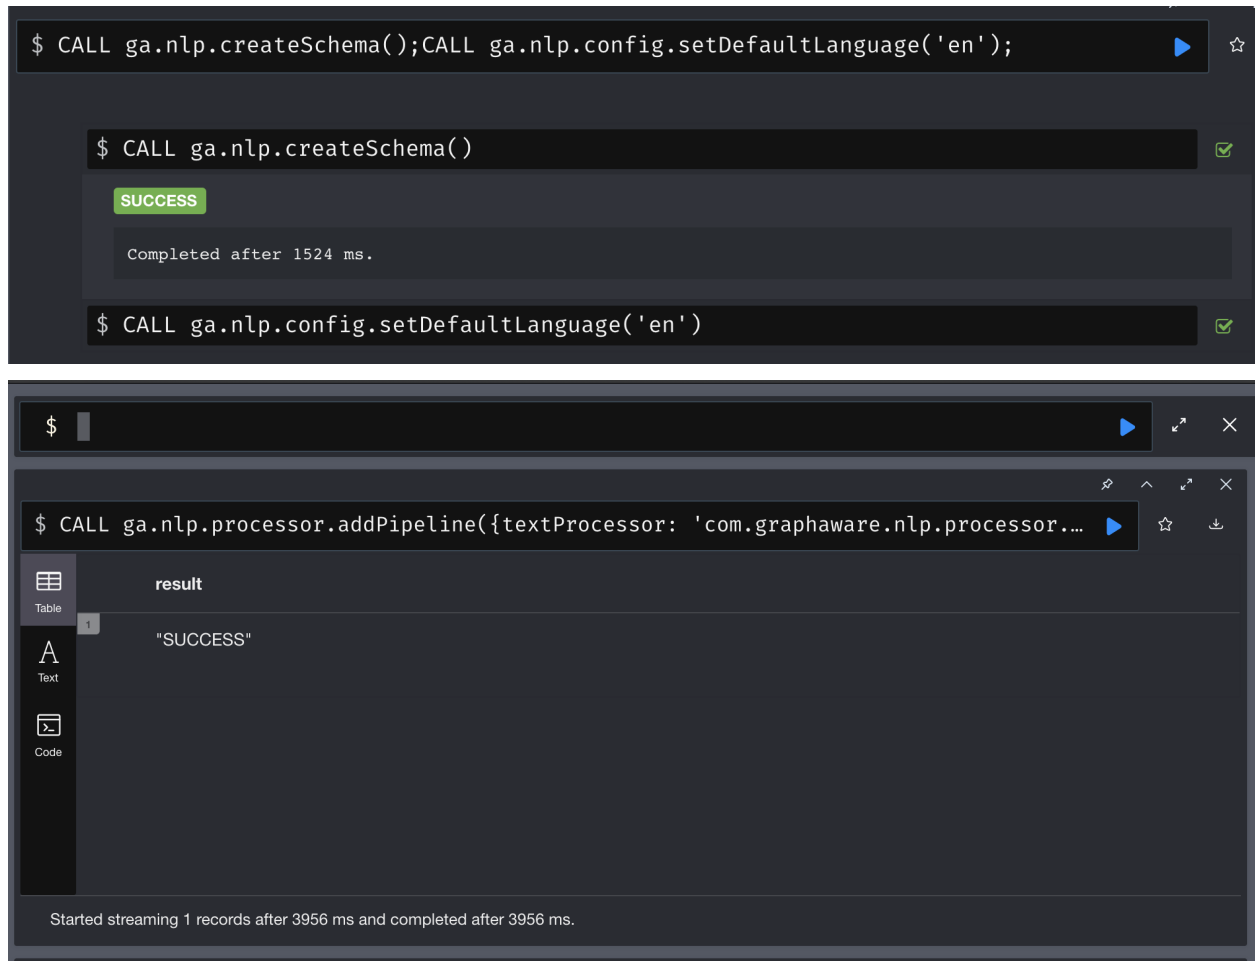 $ CALL ga.nlp.createSchema();CALL ga.nlp.config.setDefaultLanguage('en');
$ CALL ga.nlp.createSchema()
SUCCESS
Completed after 1524 ms.
$ CALL ga.nlp.config.setDefaultLanguage('en')
$
$ CALL ga.nlp.processor.addPipeline({textProcessor: 'com.graphaware.nlp.processor.…
Table
result
1
"SUCCESS"
Text
Code
Started streaming 1 records after 3956 ms and completed after 3956 ms.